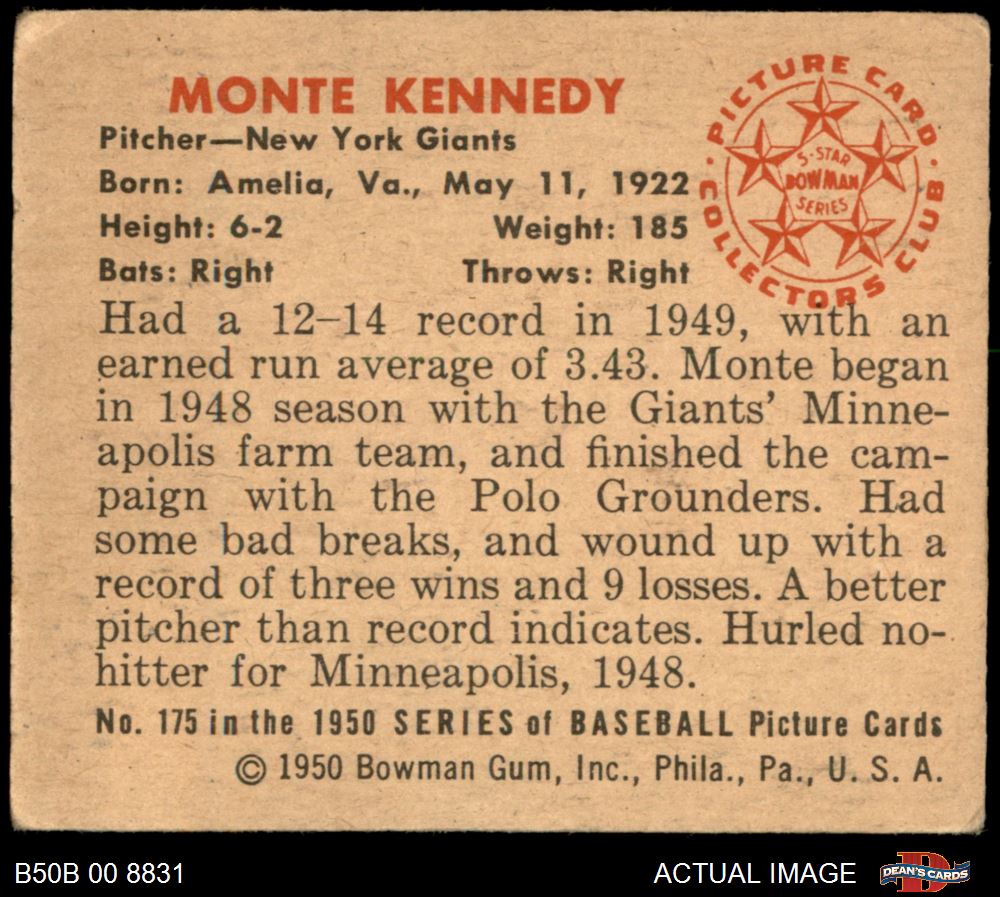 MONTE KENNEDY
Pitcher—New York Giants
Born: Amelia, Va., May 11, 1922
Height: 6-2 Weight: 185
Bats: Right Throws: Right
PICTURE CARD COLLECTORS CLUB
5-STAR
BOWMAN
SERIES
Had a 12–14 record in 1949, with an
earned run average of 3.43. Monte began
in 1948 season with the Giants' Minne-
apolis farm team, and finished the cam-
paign with the Polo Grounders. Had
some bad breaks, and wound up with a
record of three wins and 9 losses. A better
pitcher than record indicates. Hurled no-
hitter for Minneapolis, 1948.
No. 175 in the 1950 SERIES of BASEBALL Picture Cards
© 1950 Bowman Gum, Inc., Phila., Pa., U. S. A.
B50B 00 8831 ACTUAL IMAGE DEAN'S CARDS